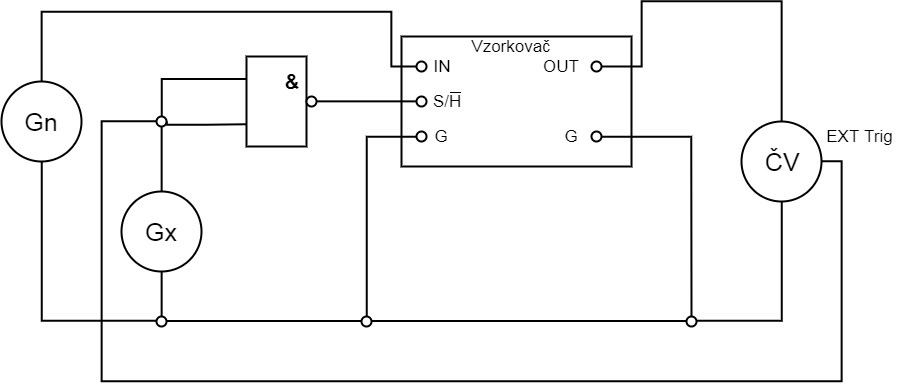 Vzorkovač
IN
OUT
&
S/H̅
Gn
G
G
EXT Trig
ČV
Gx